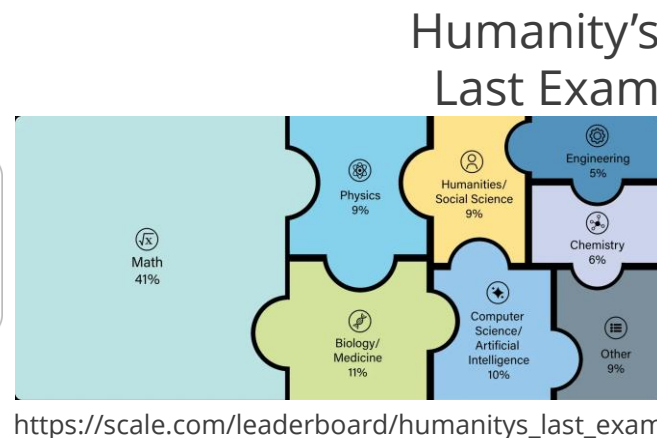 Humanity’s
Last Exam
√x
Math
41%
Physics
9%
Humanities/
Social Science
9%
Engineering
5%
Chemistry
6%
Biology/
Medicine
11%
Computer
Science/
Artificial
Intelligence
10%
Other
9%
https://scale.com/leaderboard/humanitys_last_exam